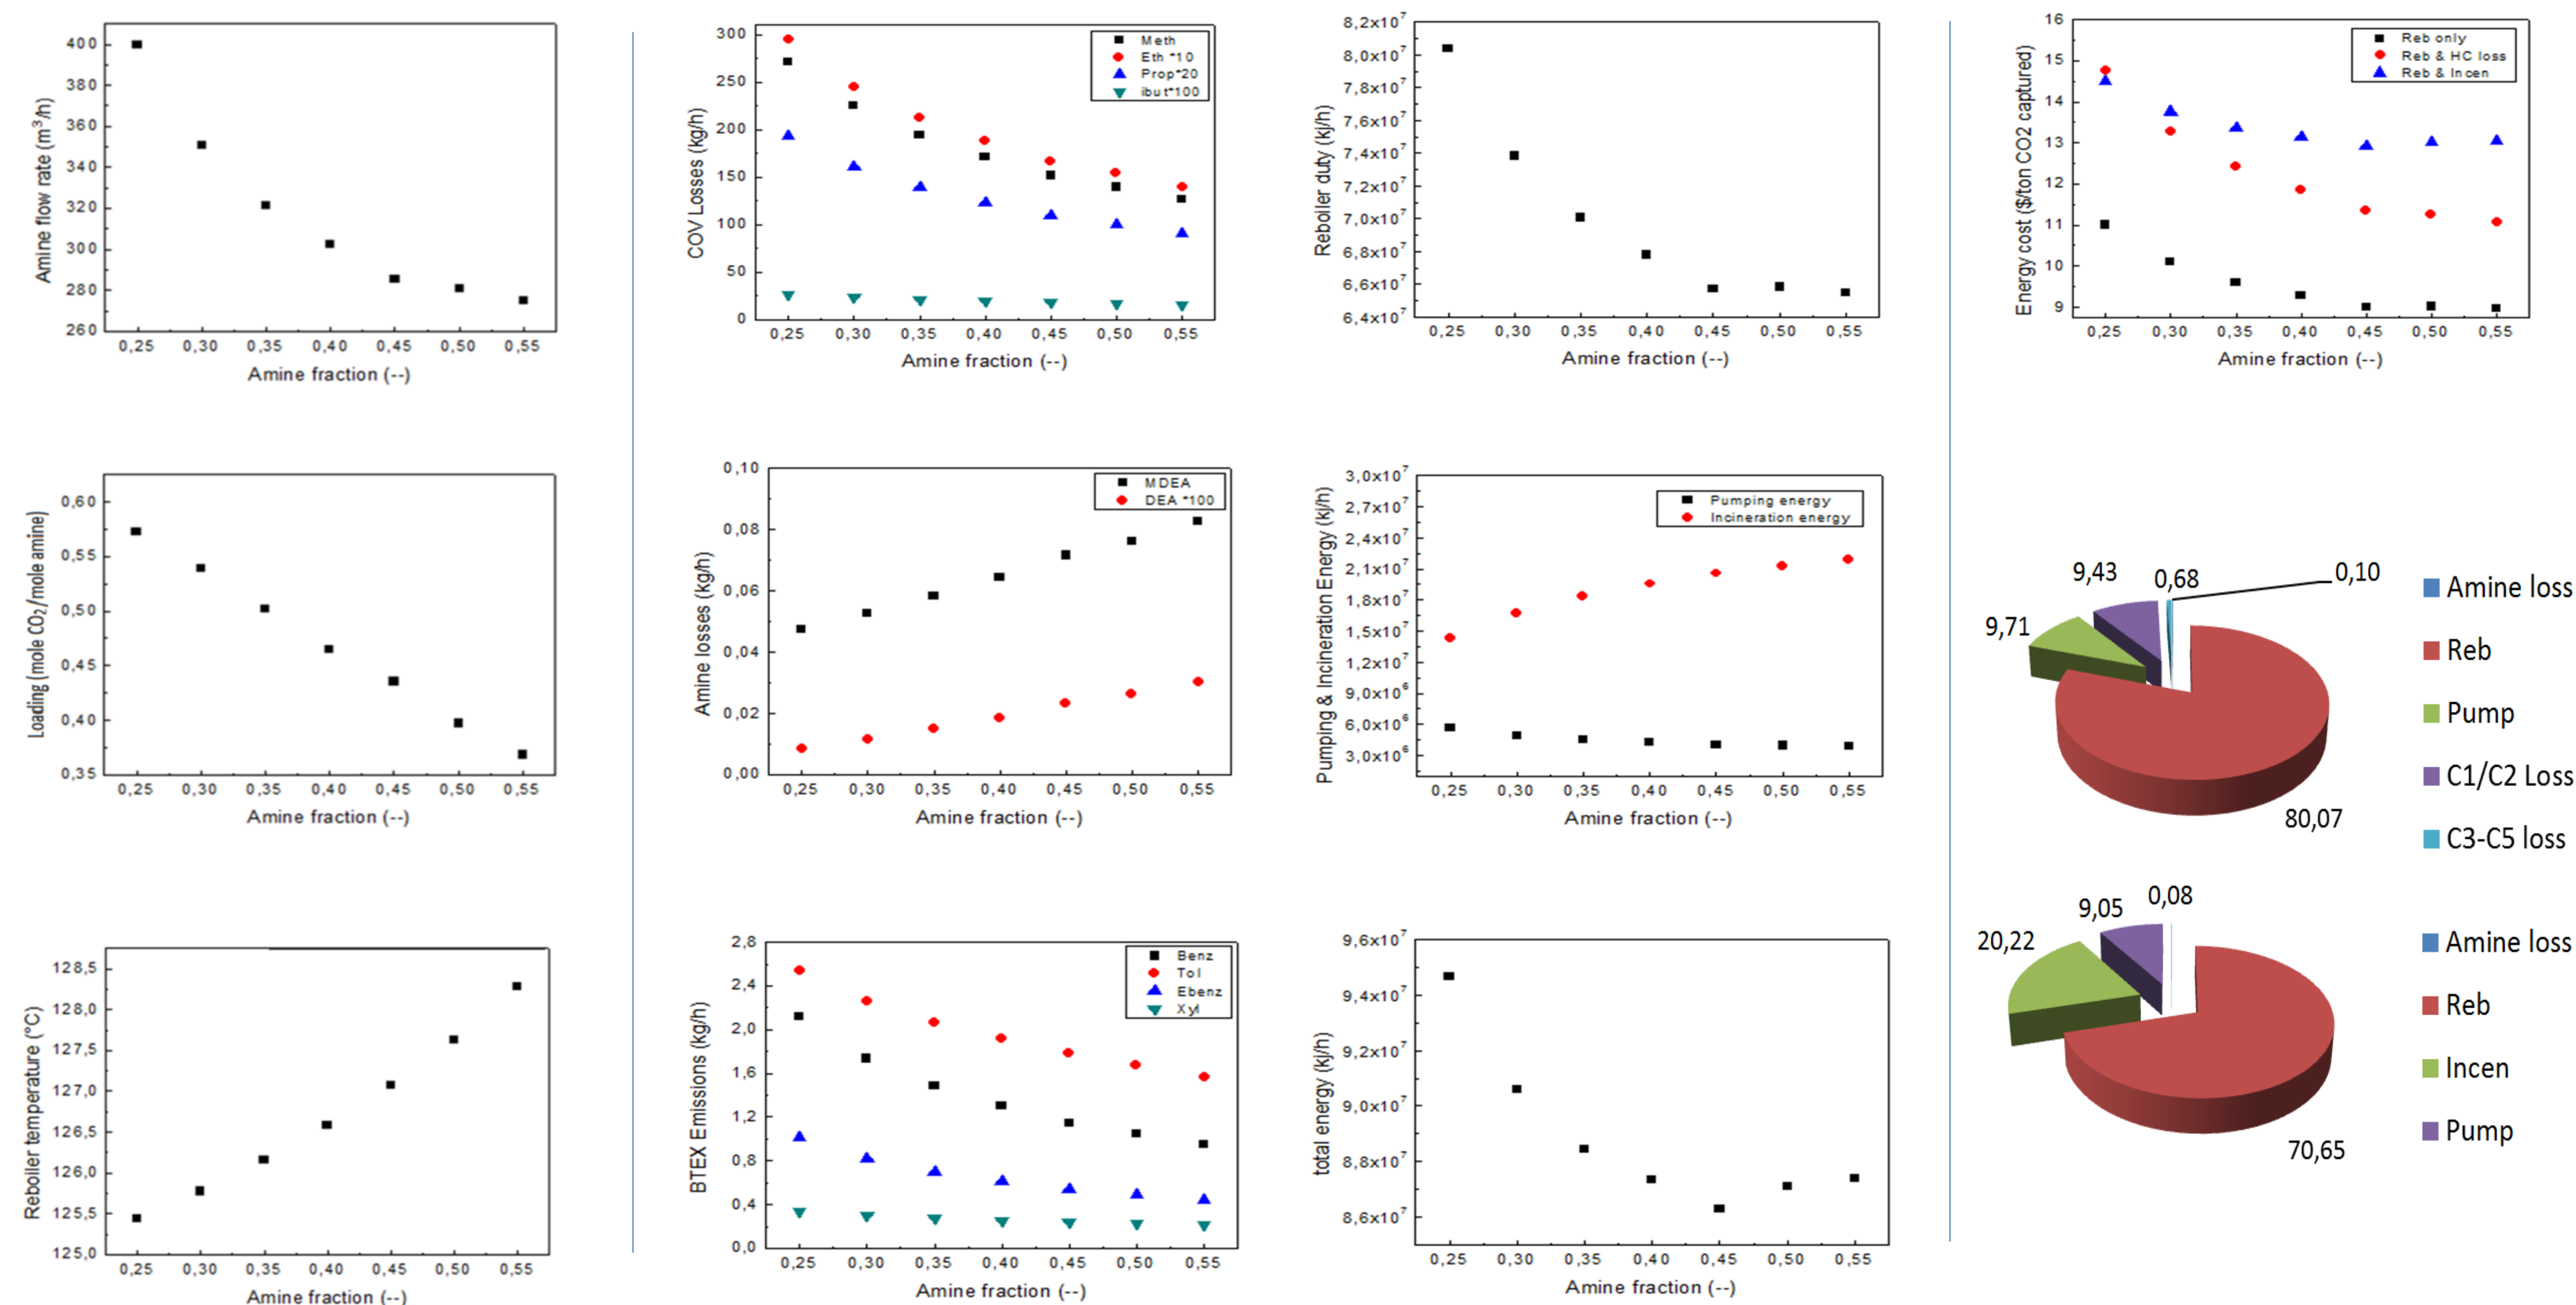 400
380
360
340
320
300
280
260
Amine flow rate (m³/h)
0,25 0,30 0,35 0,40 0,45 0,50 0,55
Amine fraction (--)
0,60
0,55
0,50
0,45
0,40
0,35
Loading (mole CO₂/mole amine)
0,25 0,30 0,35 0,40 0,45 0,50 0,55
Amine fraction (--)
128,5
128,0
127,5
127,0
126,5
126,0
125,5
125,0
Reboiler temperature (°C)
0,25 0,30 0,35 0,40 0,45 0,50 0,55
Amine fraction (--)
300
250
200
150
100
50
0
COV Losses (kg/h)
Meth
Eth *10
Prop*20
ibut*100
0,25 0,30 0,35 0,40 0,45 0,50 0,55
Amine fraction (--)
0,10
0,08
0,06
0,04
0,02
0,00
Amine losses (kg/h)
MDEA
DEA *100
0,25 0,30 0,35 0,40 0,45 0,50 0,55
Amine fraction (--)
2,8
2,4
2,0
1,6
1,2
0,8
0,4
0,0
BTEX Emissions (kg/h)
Benz
Tol
Ebenz
Xyl
0,25 0,30 0,35 0,40 0,45 0,50 0,55
Amine fraction (--)
8,2x10⁷
8,0x10⁷
7,8x10⁷
7,6x10⁷
7,4x10⁷
7,2x10⁷
7,0x10⁷
6,8x10⁷
6,6x10⁷
6,4x10⁷
Reboiler duty (kj/h)
0,25 0,30 0,35 0,40 0,45 0,50 0,55
Amine fraction (--)
3,0x10⁷
2,7x10⁷
2,4x10⁷
2,1x10⁷
1,8x10⁷
1,5x10⁷
1,2x10⁷
9,0x10⁶
6,0x10⁶
3,0x10⁶
Pumping & Incineration Energy (kj/h)
Pumping energy
Incineration energy
0,25 0,30 0,35 0,40 0,45 0,50 0,55
Amine fraction (--)
9,6x10⁷
9,4x10⁷
9,2x10⁷
9,0x10⁷
8,8x10⁷
8,6x10⁷
total energy (kj/h)
0,25 0,30 0,35 0,40 0,45 0,50 0,55
Amine fraction (--)
16
15
14
13
12
11
10
9
Energy cost ($/ton CO2 captured)
Reb only
Reb & HC loss
Reb & Incen
0,25 0,30 0,35 0,40 0,45 0,50 0,55
Amine fraction (--)
9,71
9,43
0,68
0,10
80,07
Amine loss
Reb
Pump
C1/C2 Loss
C3-C5 loss
20,22
9,05
0,08
70,65
Amine loss
Reb
Incen
Pump